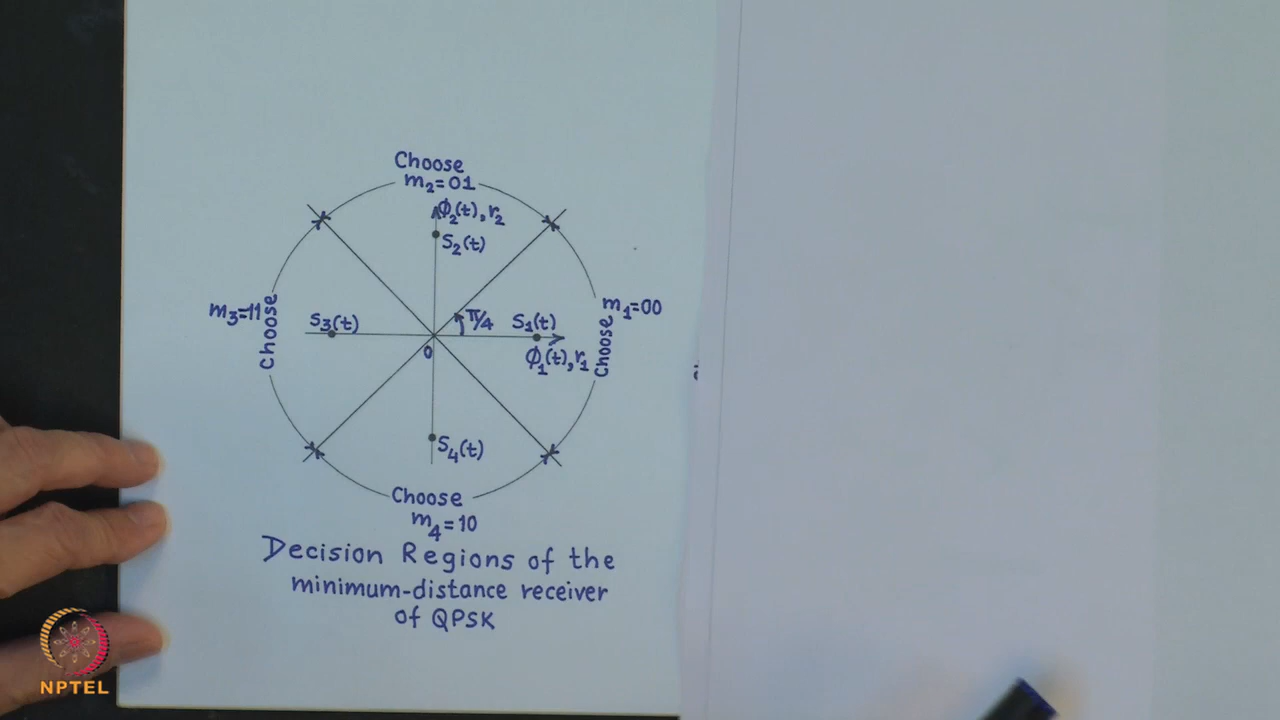 Choose
m₂=01
ϕ₂(t), r₂
S₂(t)
m₃=11
Choose
S₃(t)
π/4
S₁(t)
m₁=00
Choose
0
ϕ₁(t), r₁
S₄(t)
Choose
m₄=10
Decision Regions of the
minimum-distance receiver
of QPSK
NPTEL